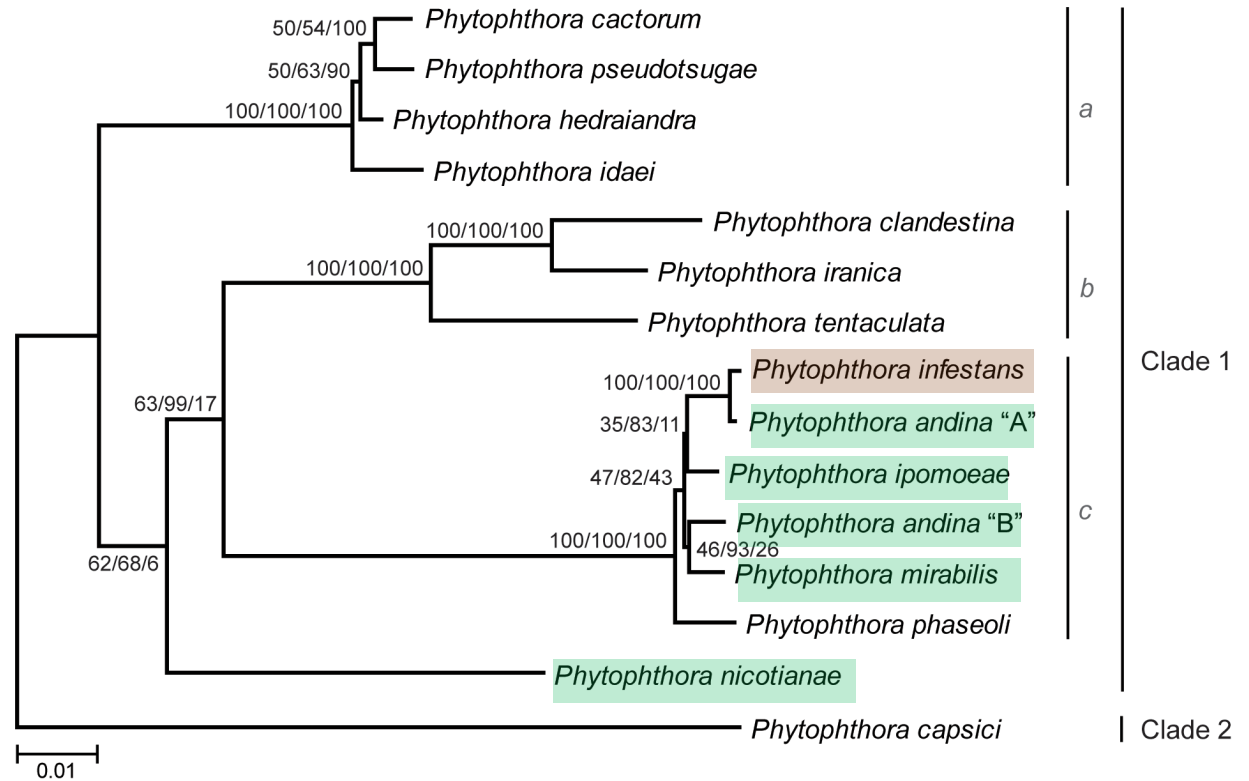 50/54/100
Phytophthora cactorum
50/63/90
Phytophthora pseudotsugae
100/100/100
Phytophthora hedraiandra
a
Phytophthora idaei
100/100/100
Phytophthora clandestina
100/100/100
Phytophthora iranica
b
Phytophthora tentaculata
Clade 1
100/100/100
Phytophthora infestans
63/99/17
35/83/11
Phytophthora andina “A”
47/82/43
Phytophthora ipomoeae
c
Phytophthora andina “B”
100/100/100
46/93/26
62/68/6
Phytophthora mirabilis
Phytophthora phaseoli
Phytophthora nicotianae
Phytophthora capsici
Clade 2
0.01